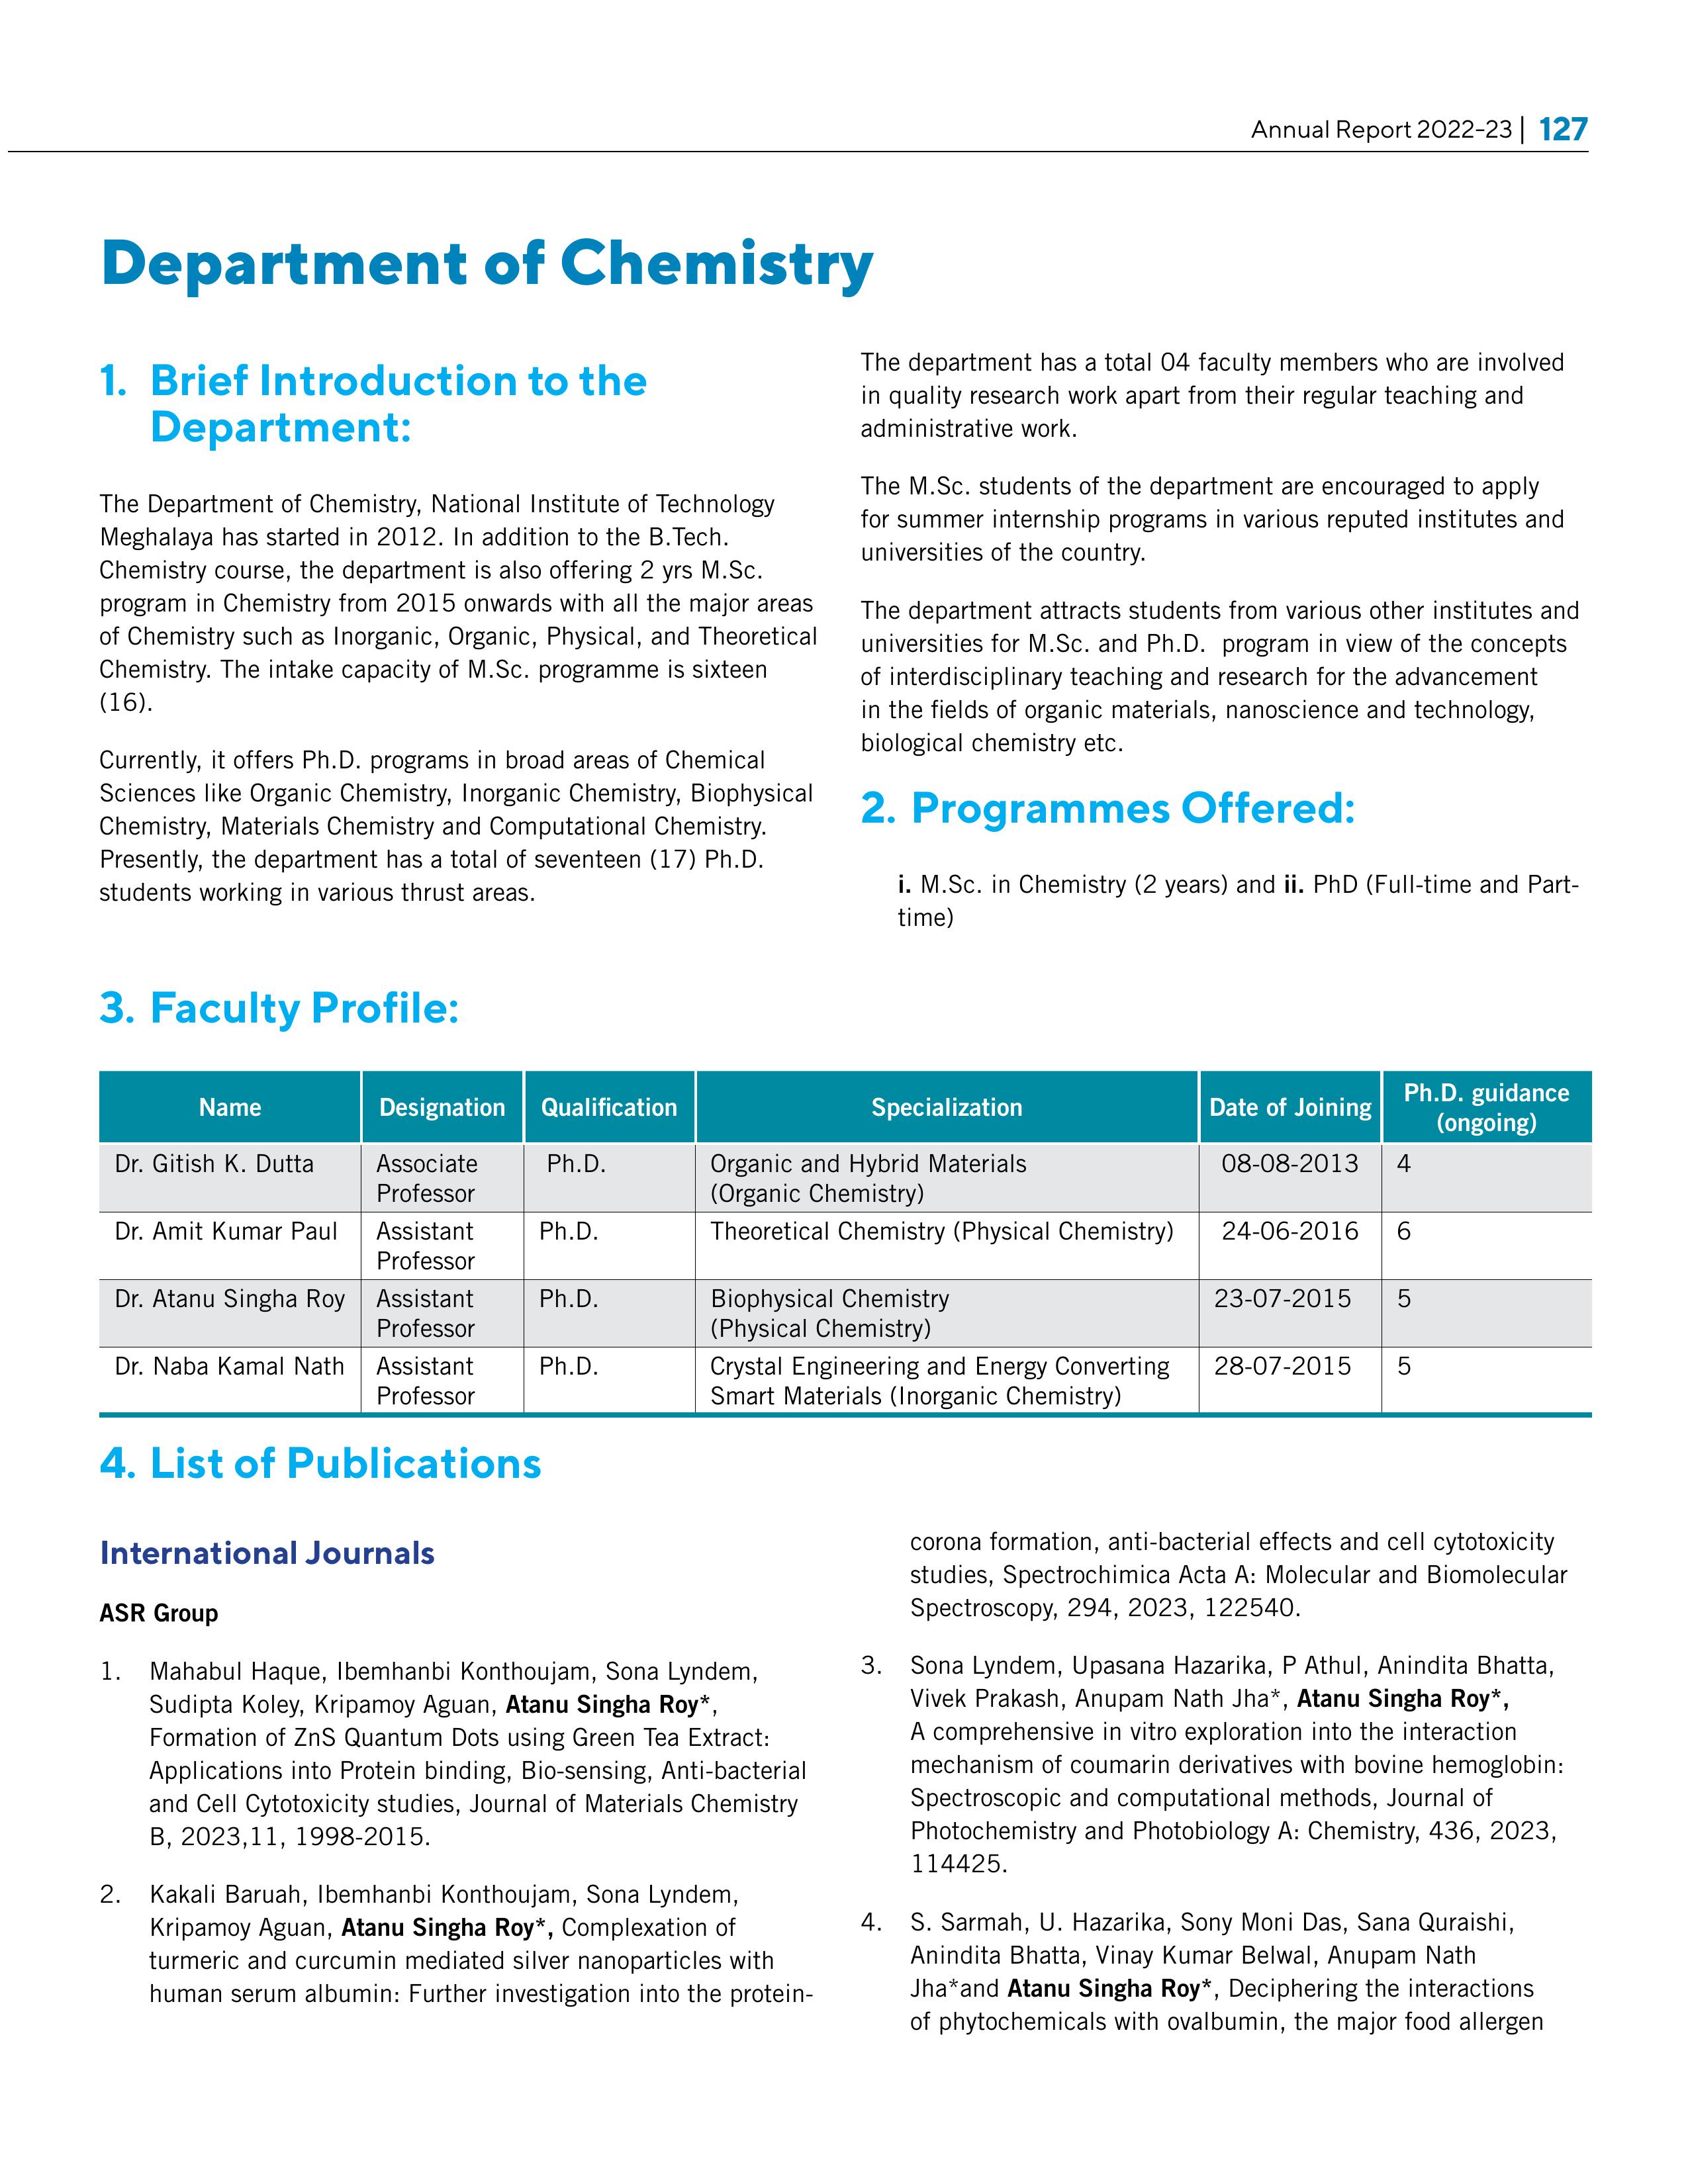 Annual Report 2022-23 | 127
Department of Chemistry
1. Brief Introduction to the
Department:
The Department of Chemistry, National Institute of Technology
Meghalaya has started in 2012. In addition to the B.Tech.
Chemistry course, the department is also offering 2 yrs M.Sc.
program in Chemistry from 2015 onwards with all the major areas
of Chemistry such as Inorganic, Organic, Physical, and Theoretical
Chemistry. The intake capacity of M.Sc. programme is sixteen
(16).
Currently, it offers Ph.D. programs in broad areas of Chemical
Sciences like Organic Chemistry, Inorganic Chemistry, Biophysical
Chemistry, Materials Chemistry and Computational Chemistry.
Presently, the department has a total of seventeen (17) Ph.D.
students working in various thrust areas.
The department has a total 04 faculty members who are involved
in quality research work apart from their regular teaching and
administrative work.
The M.Sc. students of the department are encouraged to apply
for summer internship programs in various reputed institutes and
universities of the country.
The department attracts students from various other institutes and
universities for M.Sc. and Ph.D. program in view of the concepts
of interdisciplinary teaching and research for the advancement
in the fields of organic materials, nanoscience and technology,
biological chemistry etc.
2. Programmes Offered:
i. M.Sc. in Chemistry (2 years) and ii. PhD (Full-time and Part-
time)
3. Faculty Profile:
Name Designation Qualification Specialization Date of Joining Ph.D. guidance
(ongoing)
Dr. Gitish K. Dutta Associate Ph.D. Organic and Hybrid Materials 08-08-2013 4
Professor (Organic Chemistry)
Dr. Amit Kumar Paul Assistant Ph.D. Theoretical Chemistry (Physical Chemistry) 24-06-2016 6
Professor
Dr. Atanu Singha Roy Assistant Ph.D. Biophysical Chemistry 23-07-2015 5
Professor (Physical Chemistry)
Dr. Naba Kamal Nath Assistant Ph.D. Crystal Engineering and Energy Converting 28-07-2015 5
Professor Smart Materials (Inorganic Chemistry)
4. List of Publications
International Journals
ASR Group
1. Mahabul Haque, Ibemhanbi Konthoujam, Sona Lyndem,
Sudipta Koley, Kripamoy Aguan, Atanu Singha Roy*,
Formation of ZnS Quantum Dots using Green Tea Extract:
Applications into Protein binding, Bio-sensing, Anti-bacterial
and Cell Cytotoxicity studies, Journal of Materials Chemistry
B, 2023,11, 1998-2015.
2. Kakali Baruah, Ibemhanbi Konthoujam, Sona Lyndem,
Kripamoy Aguan, Atanu Singha Roy*, Complexation of
turmeric and curcumin mediated silver nanoparticles with
human serum albumin: Further investigation into the protein-
corona formation, anti-bacterial effects and cell cytotoxicity
studies, Spectrochimica Acta A: Molecular and Biomolecular
Spectroscopy, 294, 2023, 122540.
3. Sona Lyndem, Upasana Hazarika, P Athul, Anindita Bhatta,
Vivek Prakash, Anupam Nath Jha*, Atanu Singha Roy*,
A comprehensive in vitro exploration into the interaction
mechanism of coumarin derivatives with bovine hemoglobin:
Spectroscopic and computational methods, Journal of
Photochemistry and Photobiology A: Chemistry, 436, 2023,
114425.
4. S. Sarmah, U. Hazarika, Sony Moni Das, Sana Quraishi,
Anindita Bhatta, Vinay Kumar Belwal, Anupam Nath
Jha*and Atanu Singha Roy*, Deciphering the interactions
of phytochemicals with ovalbumin, the major food allergen